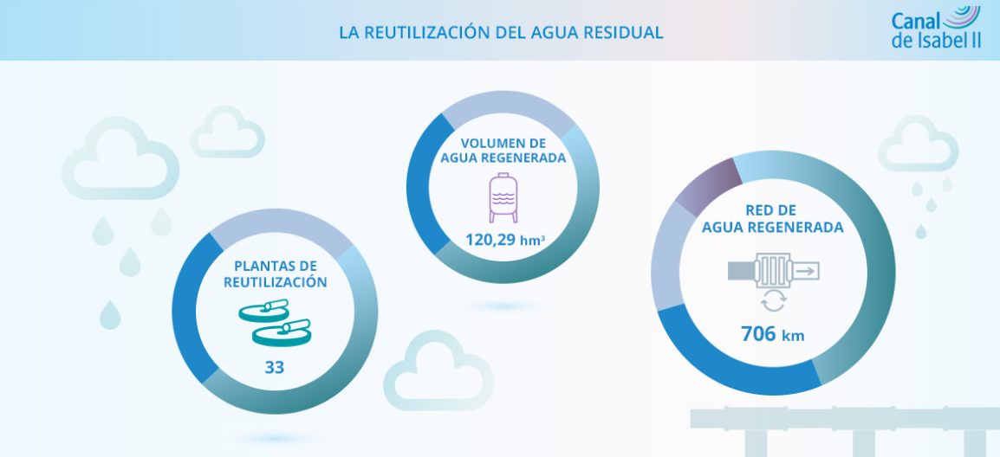 LA REUTILIZACIÓN DEL AGUA RESIDUAL
Canal
de Isabel II
PLANTAS DE
REUTILIZACIÓN
33
VOLUMEN DE
AGUA REGENERADA
120,29 hm³
RED DE
AGUA REGENERADA
706 km